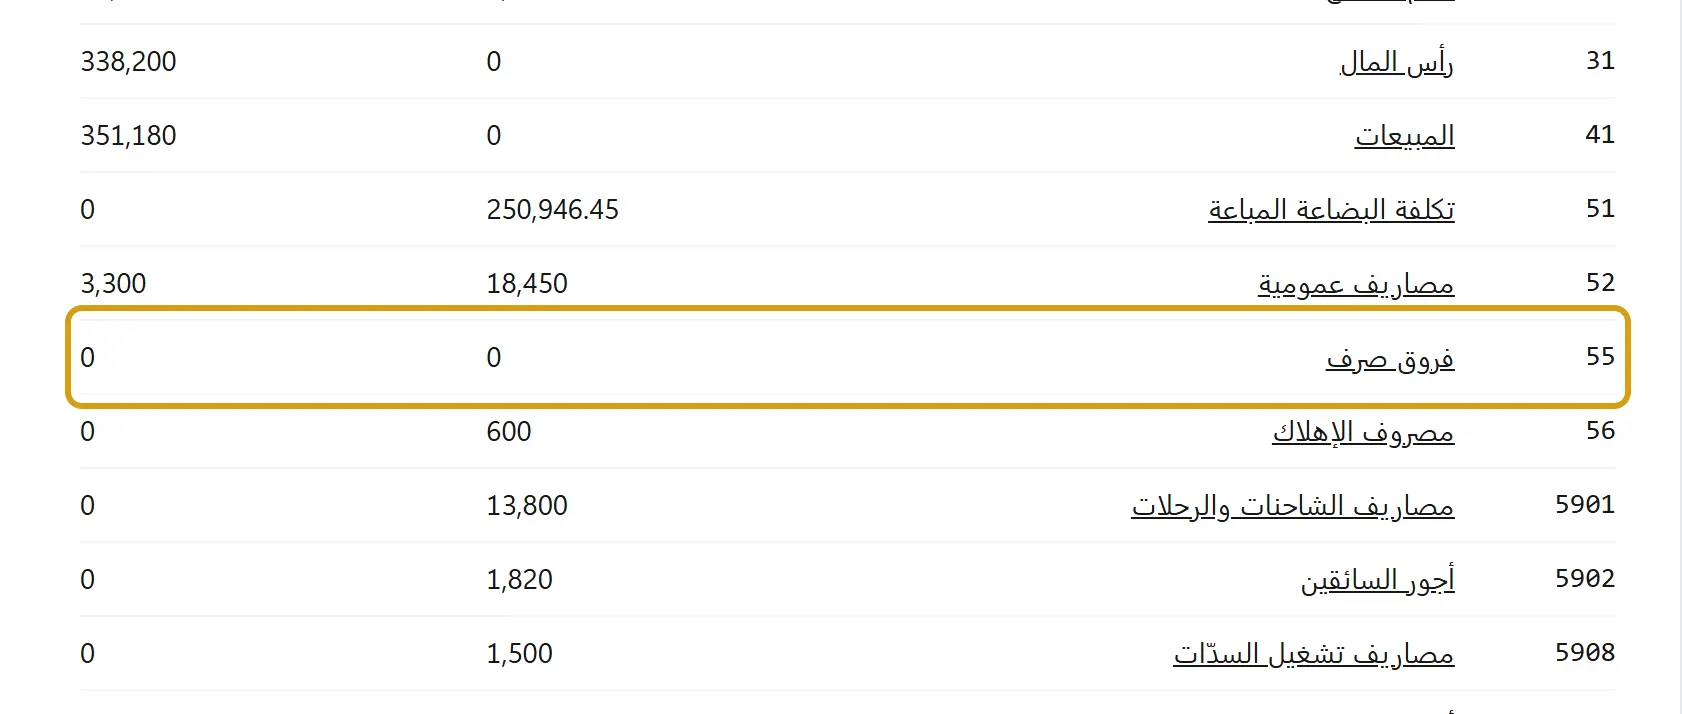 31 رأس المال 0 338,200
41 المبيعات 0 351,180
51 تكلفة البضاعة المباعة 250,946.45 0
52 مصاريف عمومية 18,450 3,300
55 فروق صرف 0 0
56 مصروف الإهلاك 600 0
5901 مصاريف الشاحنات والرحلات 13,800 0
5902 أجور السائقين 1,820 0
5908 مصاريف تشغيل السدّات 1,500 0